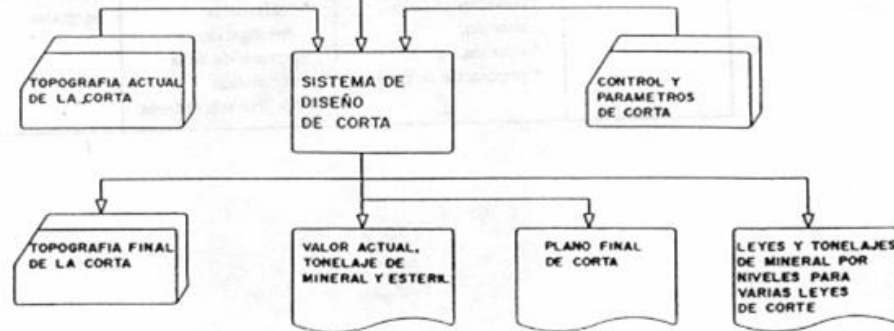 TOPOGRAFIA ACTUAL
DE LA CORTA
SISTEMA DE
DISEÑO
DE CORTA
CONTROL Y
PARAMETROS
DE CORTA
TOPOGRAFIA FINAL
DE LA CORTA
VALOR ACTUAL,
TONELAJE DE
MINERAL Y ESTERIL
PLANO FINAL
DE CORTA
LEYES Y TONELAJES
DE MINERAL POR
NIVELES PARA
VARIAS LEYES
DE CORTE